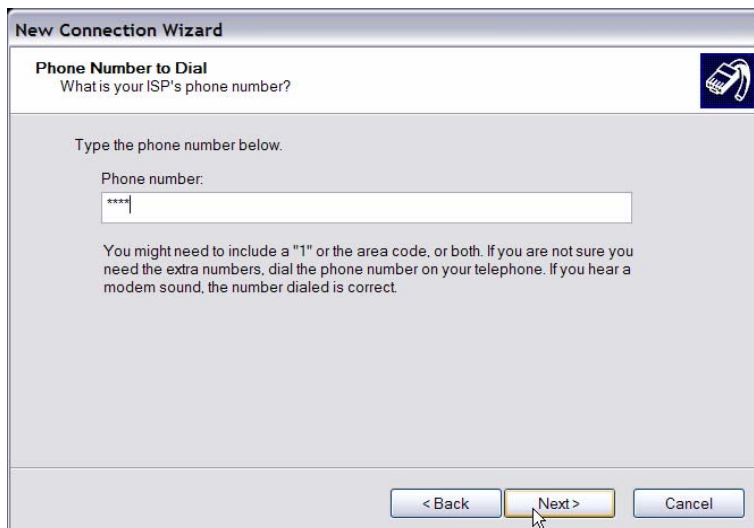 New Connection Wizard
Phone Number to Dial
What is your ISP's phone number?
Type the phone number below.
Phone number:
****
You might need to include a "1" or the area code, or both. If you are not sure you
need the extra numbers, dial the phone number on your telephone. If you hear a
modem sound, the number dialed is correct.
< Back
Next >
Cancel